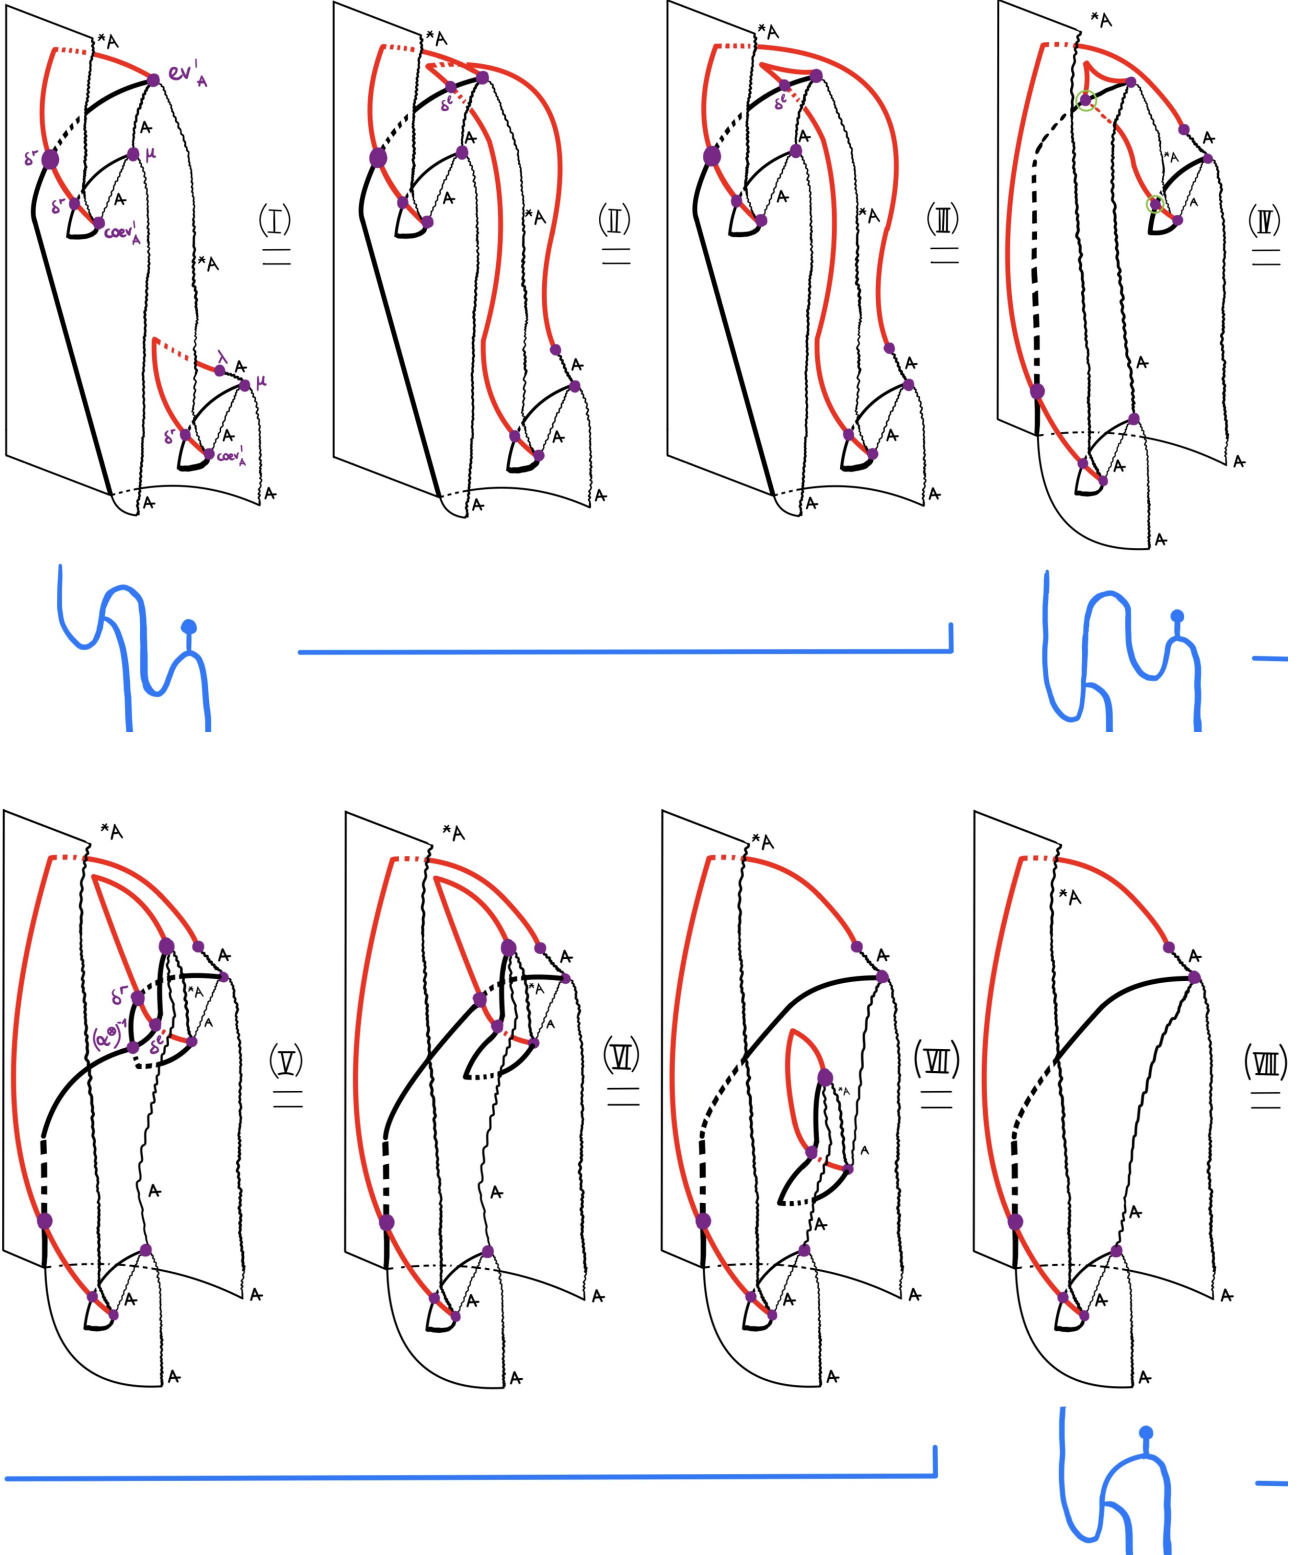 *A *A *A *A
ev'A
A μ A A A
δʳ δˡ δˡ *A
δʳ A A A A
coev'A (I) *A (II) *A (III) (IV)
*A
λ A A A A
μ
δʳ A A A A
coev'A
A A A A
A A A A
*A *A *A *A
A A A A
δʳ *A *A
(α⊗)⁻¹ δˡ A A (V) (VI) *A (VII) (VIII)
A A A A
A
A A A A
A A A A
A A A A